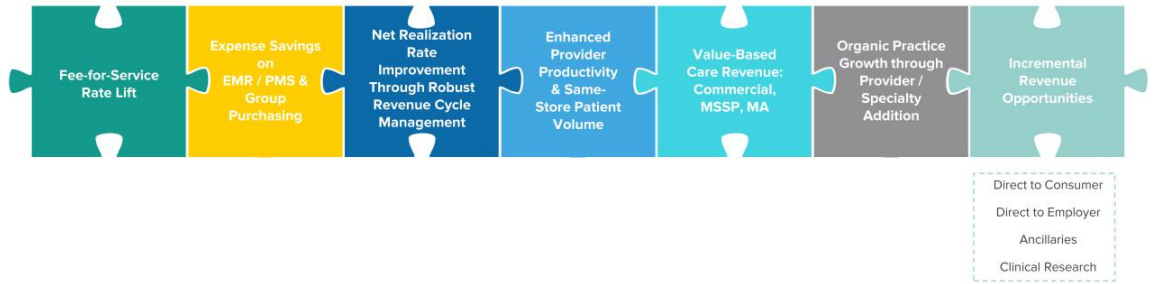 Fee-for-Service
Rate Lift
Expense Savings
on
EMR / PMS &
Group
Purchasing
Net Realization
Rate
Improvement
Through Robust
Revenue Cycle
Management
Enhanced
Provider
Productivity
& Same-
Store Patient
Volume
Value-Based
Care Revenue:
Commercial,
MSSP, MA
Organic Practice
Growth through
Provider /
Specialty
Addition
Incremental
Revenue
Opportunities
Direct to Consumer
Direct to Employer
Ancillaries
Clinical Research